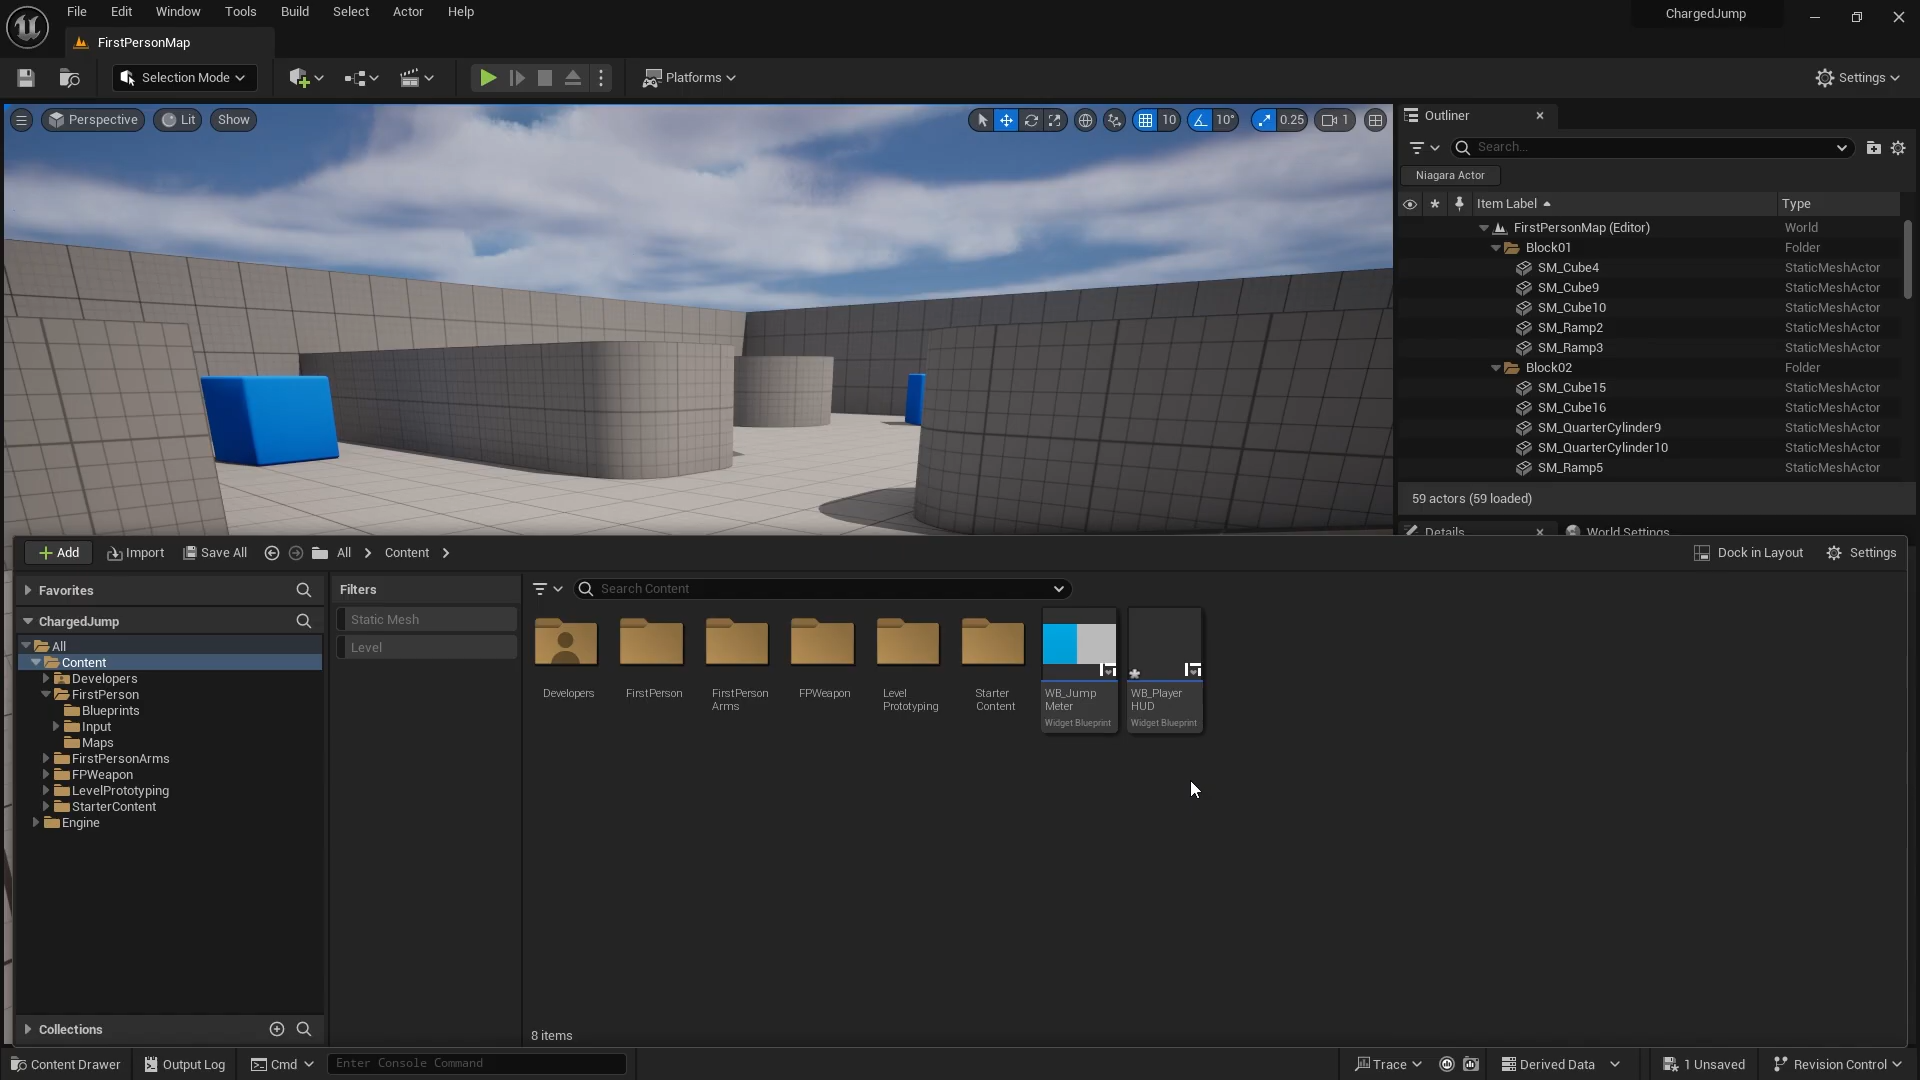 File Edit Window Tools Build Select Actor Help
ChargedJump
FirstPersonMap
Selection Mode
Platforms
Settings
Perspective
Lit
Show
10
10°
0.25
1
Outliner
Search...
Niagara Actor
Item Label
Type
FirstPersonMap (Editor) World
Block01 Folder
SM_Cube4 StaticMeshActor
SM_Cube9 StaticMeshActor
SM_Cube10 StaticMeshActor
SM_Ramp2 StaticMeshActor
SM_Ramp3 StaticMeshActor
Block02 Folder
SM_Cube15 StaticMeshActor
SM_Cube16 StaticMeshActor
SM_QuarterCylinder9 StaticMeshActor
SM_QuarterCylinder10 StaticMeshActor
SM_Ramp5 StaticMeshActor
59 actors (59 loaded)
Details
World Settings
Add
Import
Save All
All
Content
Dock in Layout
Settings
Favorites
ChargedJump
All
Content
Developers
FirstPerson
Blueprints
Input
Maps
FirstPersonArms
FPWeapon
LevelPrototyping
StarterContent
Engine
Collections
Filters
Static Mesh
Level
Search Content
Developers
FirstPerson
FirstPerson
Arms
FPWeapon
Level
Prototyping
Starter
Content
WB_Jump
Meter
Widget Blueprint
WB_Player
HUD
Widget Blueprint
8 items
Content Drawer
Output Log
Cmd
Enter Console Command
Trace
Derived Data
1 Unsaved
Revision Control